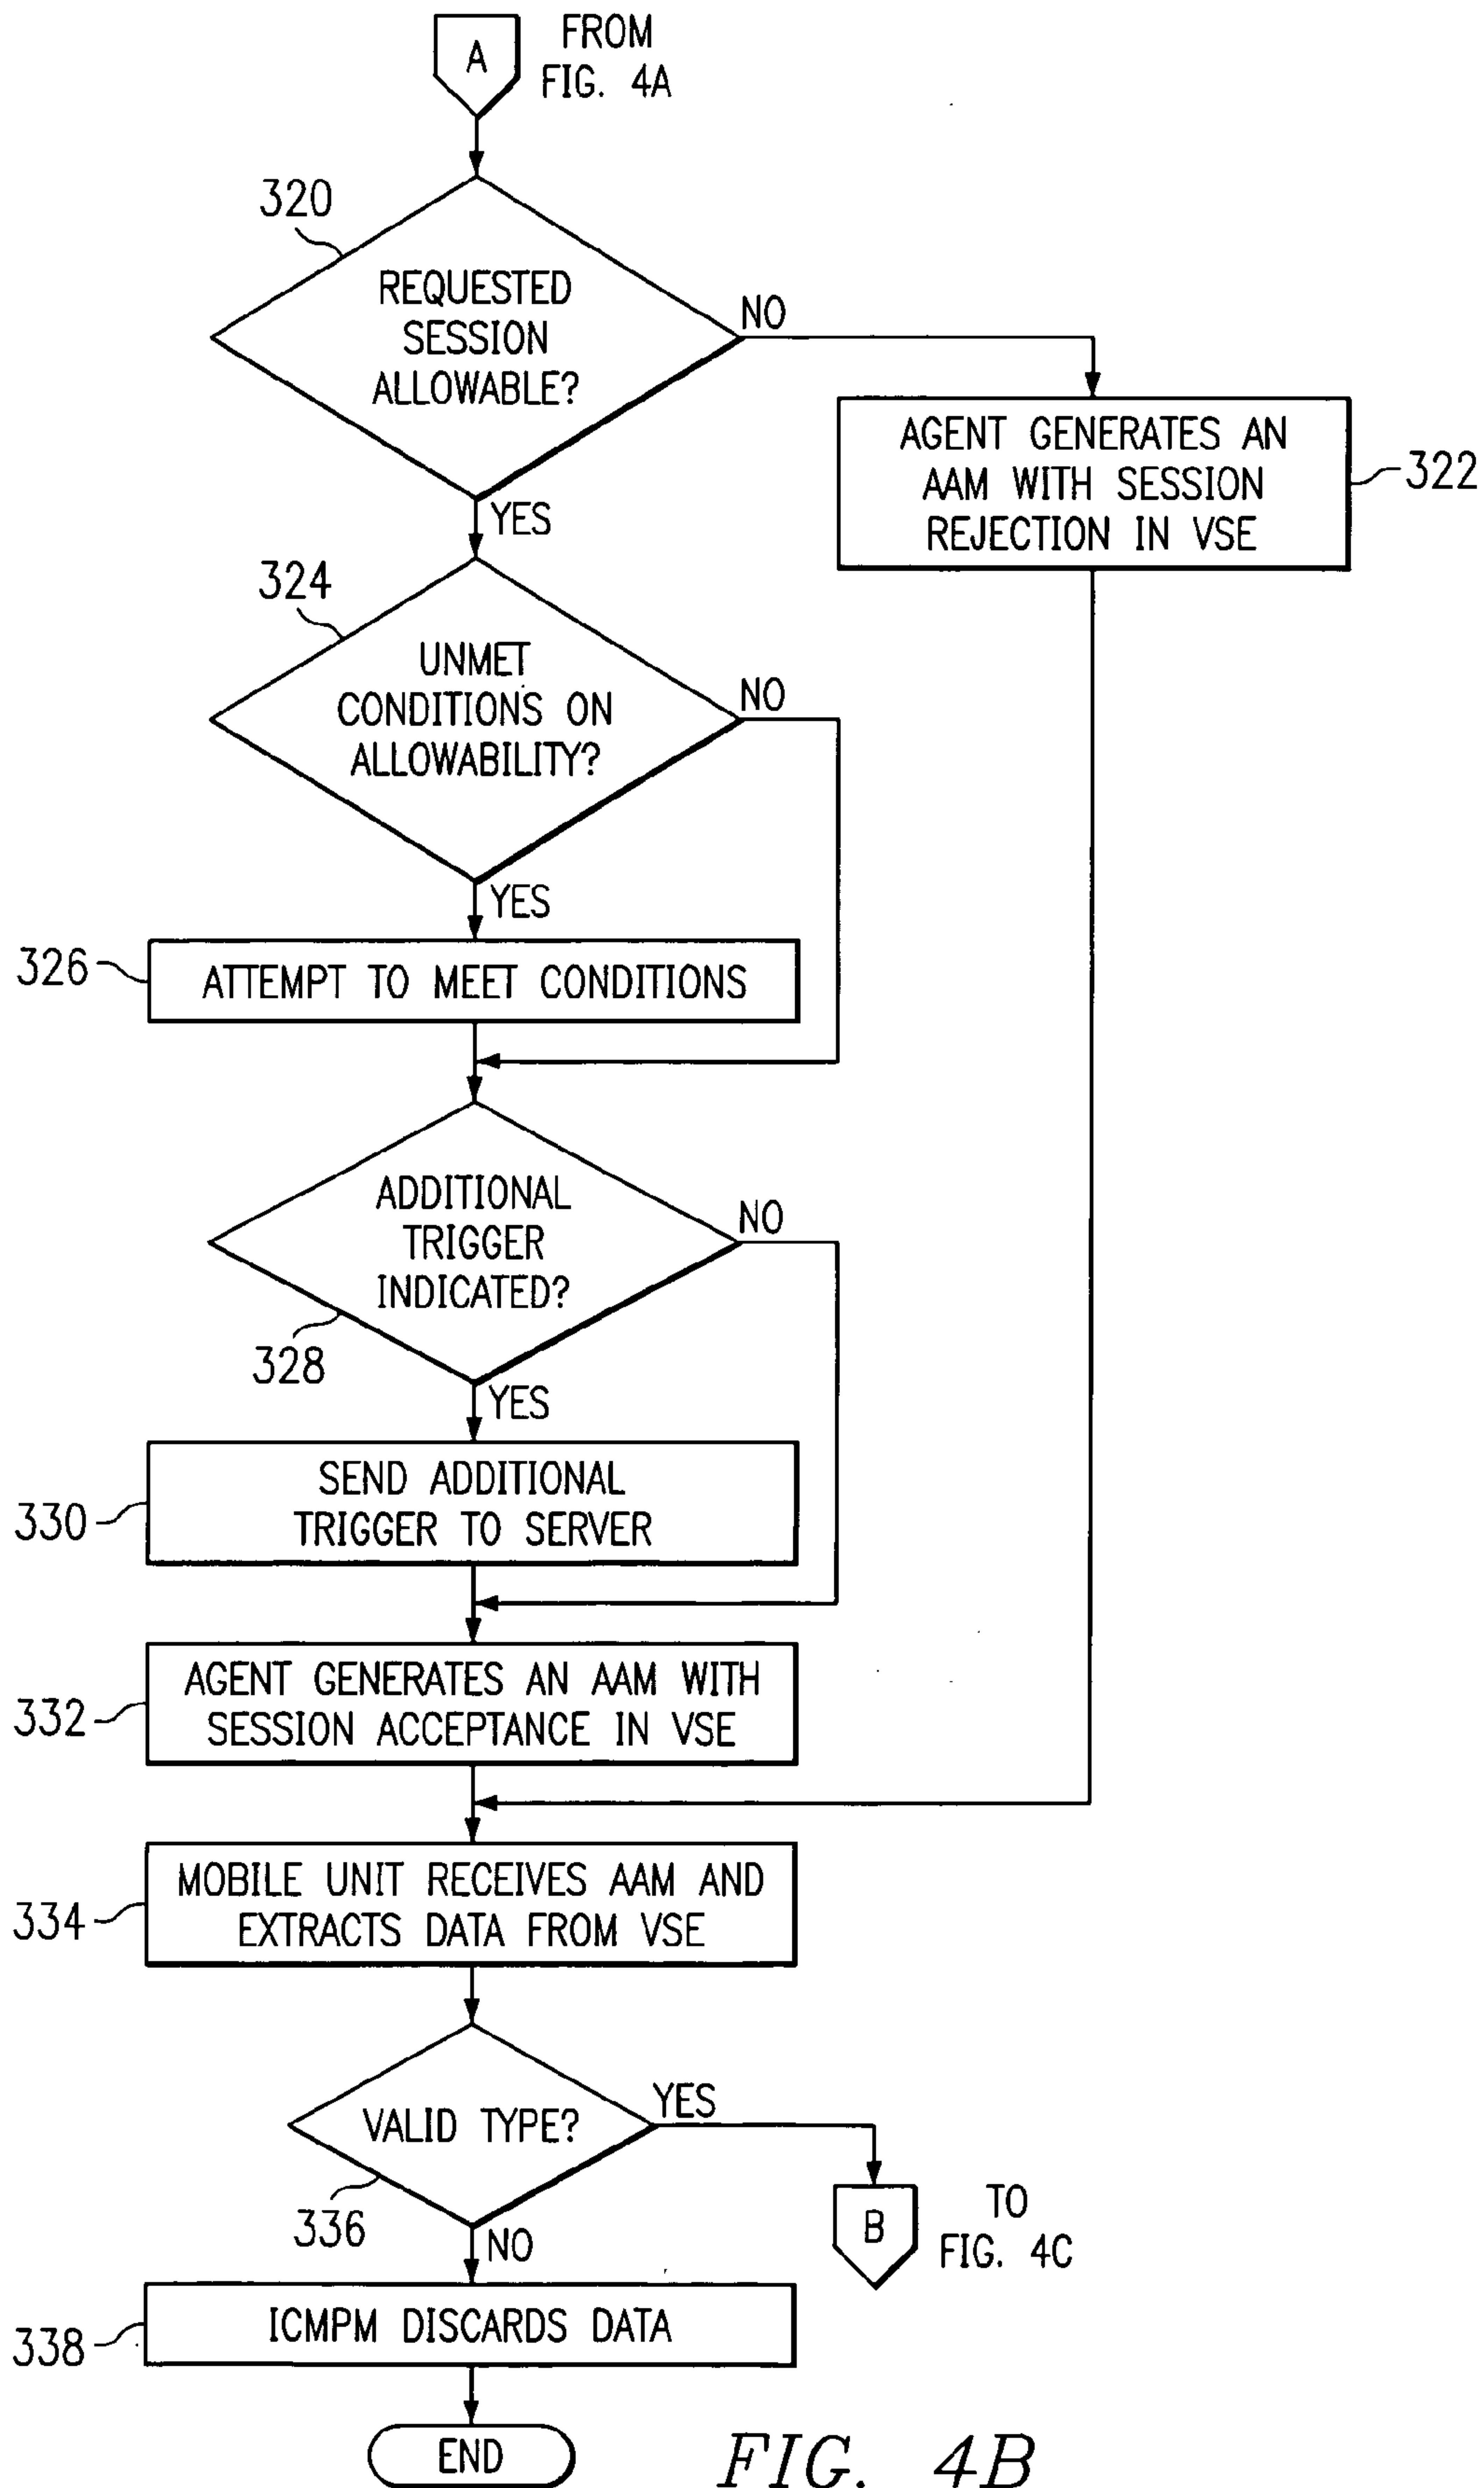 A
FROM
FIG. 4A
320
REQUESTED
SESSION
ALLOWABLE?
NO
YES
AGENT GENERATES AN
AAM WITH SESSION
REJECTION IN VSE
322
324
UNMET
CONDITIONS ON
ALLOWABILITY?
NO
YES
326
ATTEMPT TO MEET CONDITIONS
ADDITIONAL
TRIGGER
INDICATED?
NO
328
YES
330
SEND ADDITIONAL
TRIGGER TO SERVER
332
AGENT GENERATES AN AAM WITH
SESSION ACCEPTANCE IN VSE
334
MOBILE UNIT RECEIVES AAM AND
EXTRACTS DATA FROM VSE
VALID TYPE?
YES
336
NO
B
TO
FIG. 4C
338
ICMPM DISCARDS DATA
END
FIG. 4B